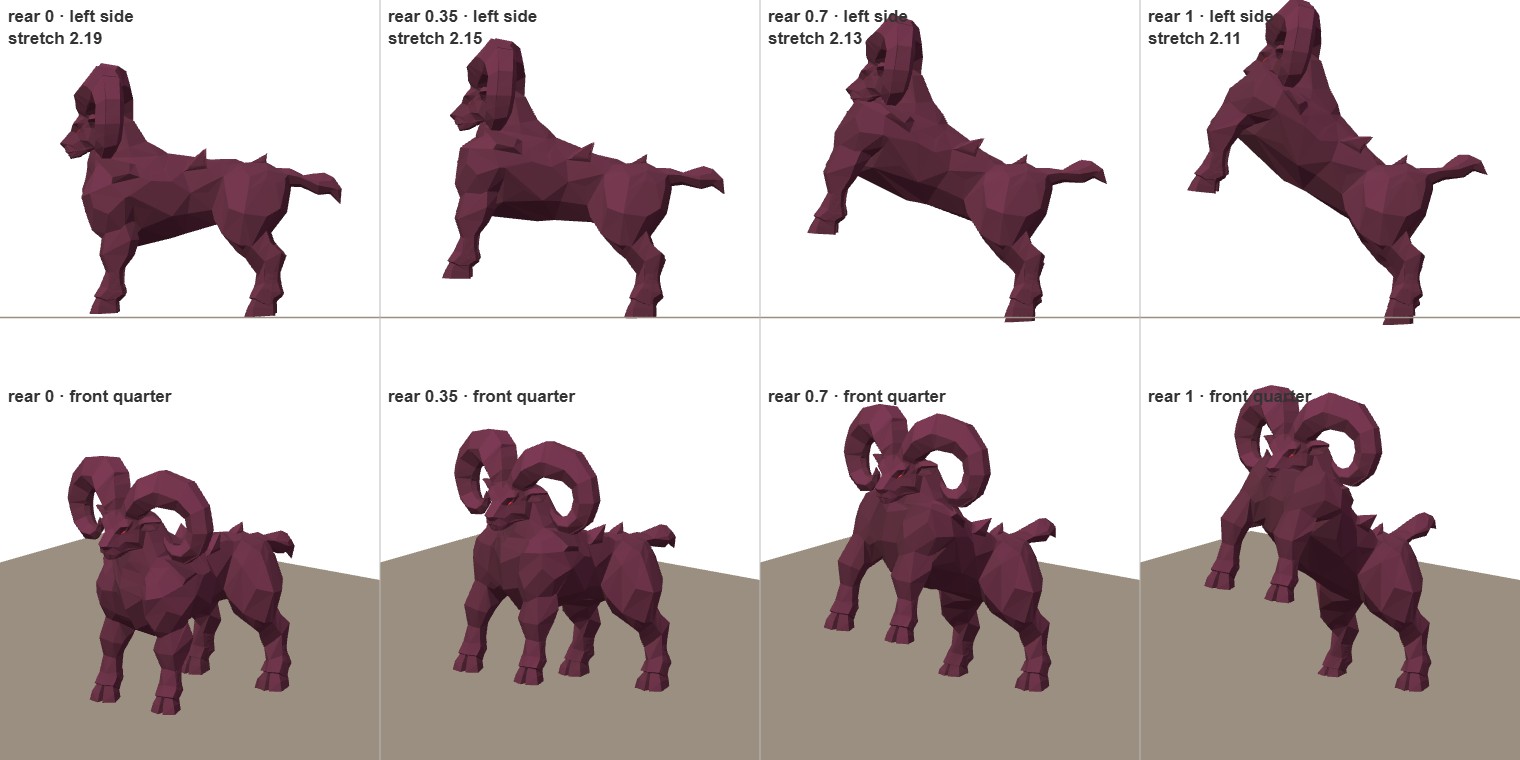 rear 0 · left side
stretch 2.19
rear 0.35 · left side
stretch 2.15
rear 0.7 · left side
stretch 2.13
rear 1 · left side
stretch 2.11
rear 0 · front quarter
rear 0.35 · front quarter
rear 0.7 · front quarter
rear 1 · front quarter